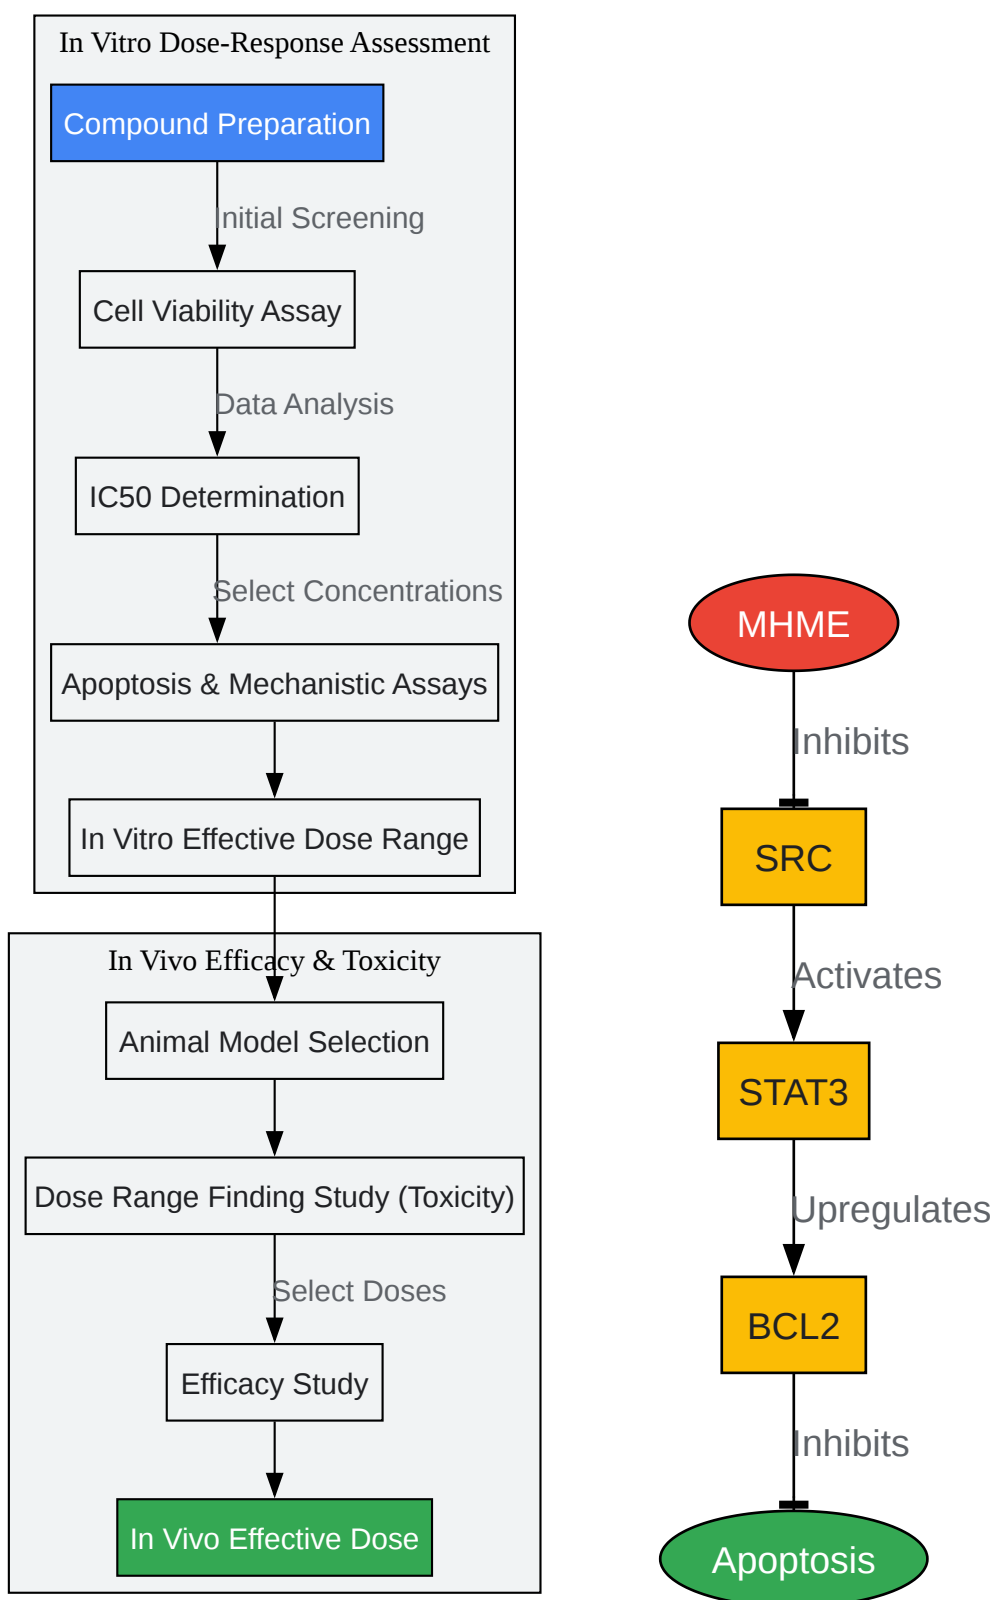 In Vitro Dose-Response Assessment
Compound Preparation
Initial Screening
Cell Viability Assay
Data Analysis
IC50 Determination
Select Concentrations
Apoptosis & Mechanistic Assays
In Vitro Effective Dose Range
In Vivo Efficacy & Toxicity
Animal Model Selection
Dose Range Finding Study (Toxicity)
Select Doses
Efficacy Study
In Vivo Effective Dose
MHME
Inhibits
SRC
Activates
STAT3
Upregulates
BCL2
Inhibits
Apoptosis